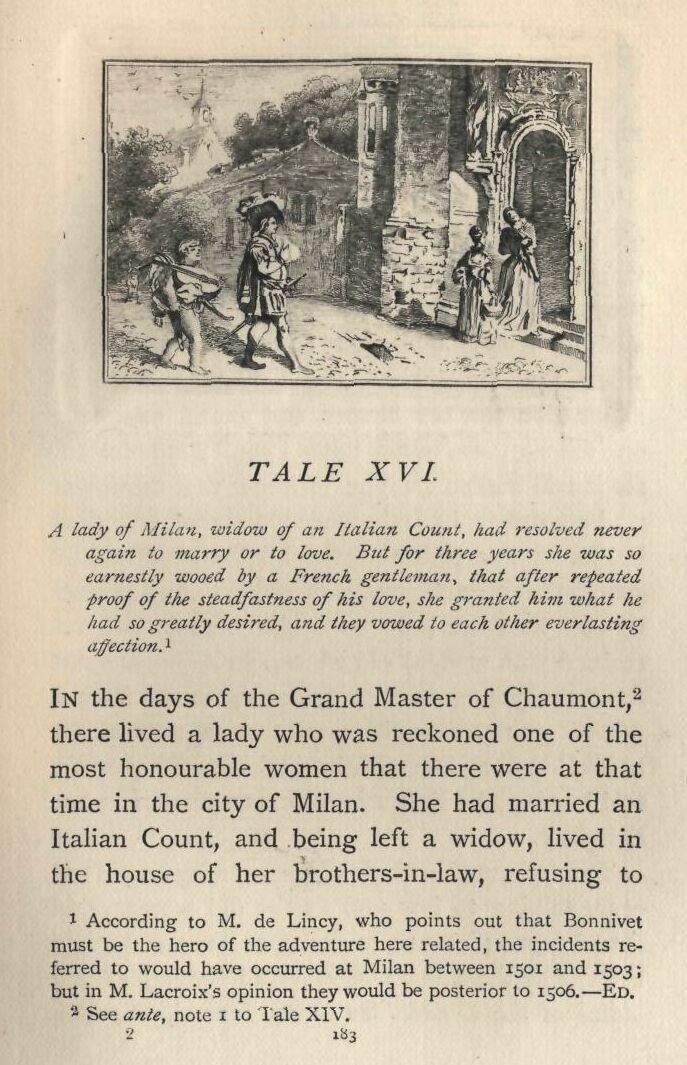 TALE XVI.
A lady of Milan, widow of an Italian Count, had resolved never
again to marry or to love. But for three years she was so
earnestly wooed by a French gentleman, that after repeated
proof of the steadfastness of his love, she granted him what he
had so greatly desired, and they vowed to each other everlasting
affection.¹
IN the days of the Grand Master of Chaumont,²
there lived a lady who was reckoned one of the
most honourable women that there were at that
time in the city of Milan. She had married an
Italian Count, and being left a widow, lived in
the house of her brothers-in-law, refusing to
¹ According to M. de Lincy, who points out that Bonnivet
must be the hero of the adventure here related, the incidents re-
ferred to would have occurred at Milan between 1501 and 1503;
but in M. Lacroix's opinion they would be posterior to 1506.—ED.
² See ante, note 1 to Tale XIV.
2 183